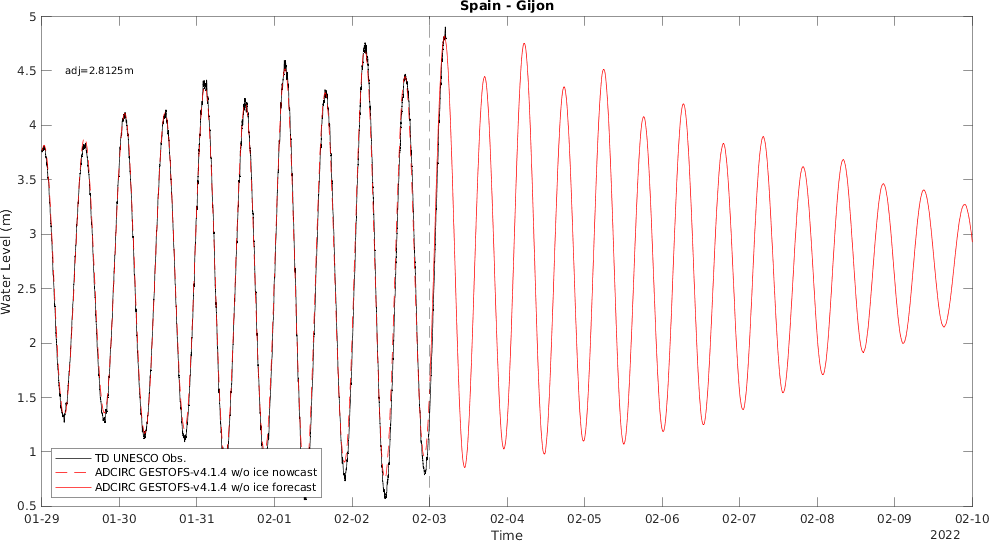 Spain - Gijon
5
4.5
4
3.5
3
2.5
2
1.5
1
0.5
Water Level (m)
adj=2.8125m
TD UNESCO Obs.
ADCIRC GESTOFS-v4.1.4 w/o ice nowcast
ADCIRC GESTOFS-v4.1.4 w/o ice forecast
01-29 01-30 01-31 02-01 02-02 02-03 02-04 02-05 02-06 02-07 02-08 02-09 02-10
Time
2022